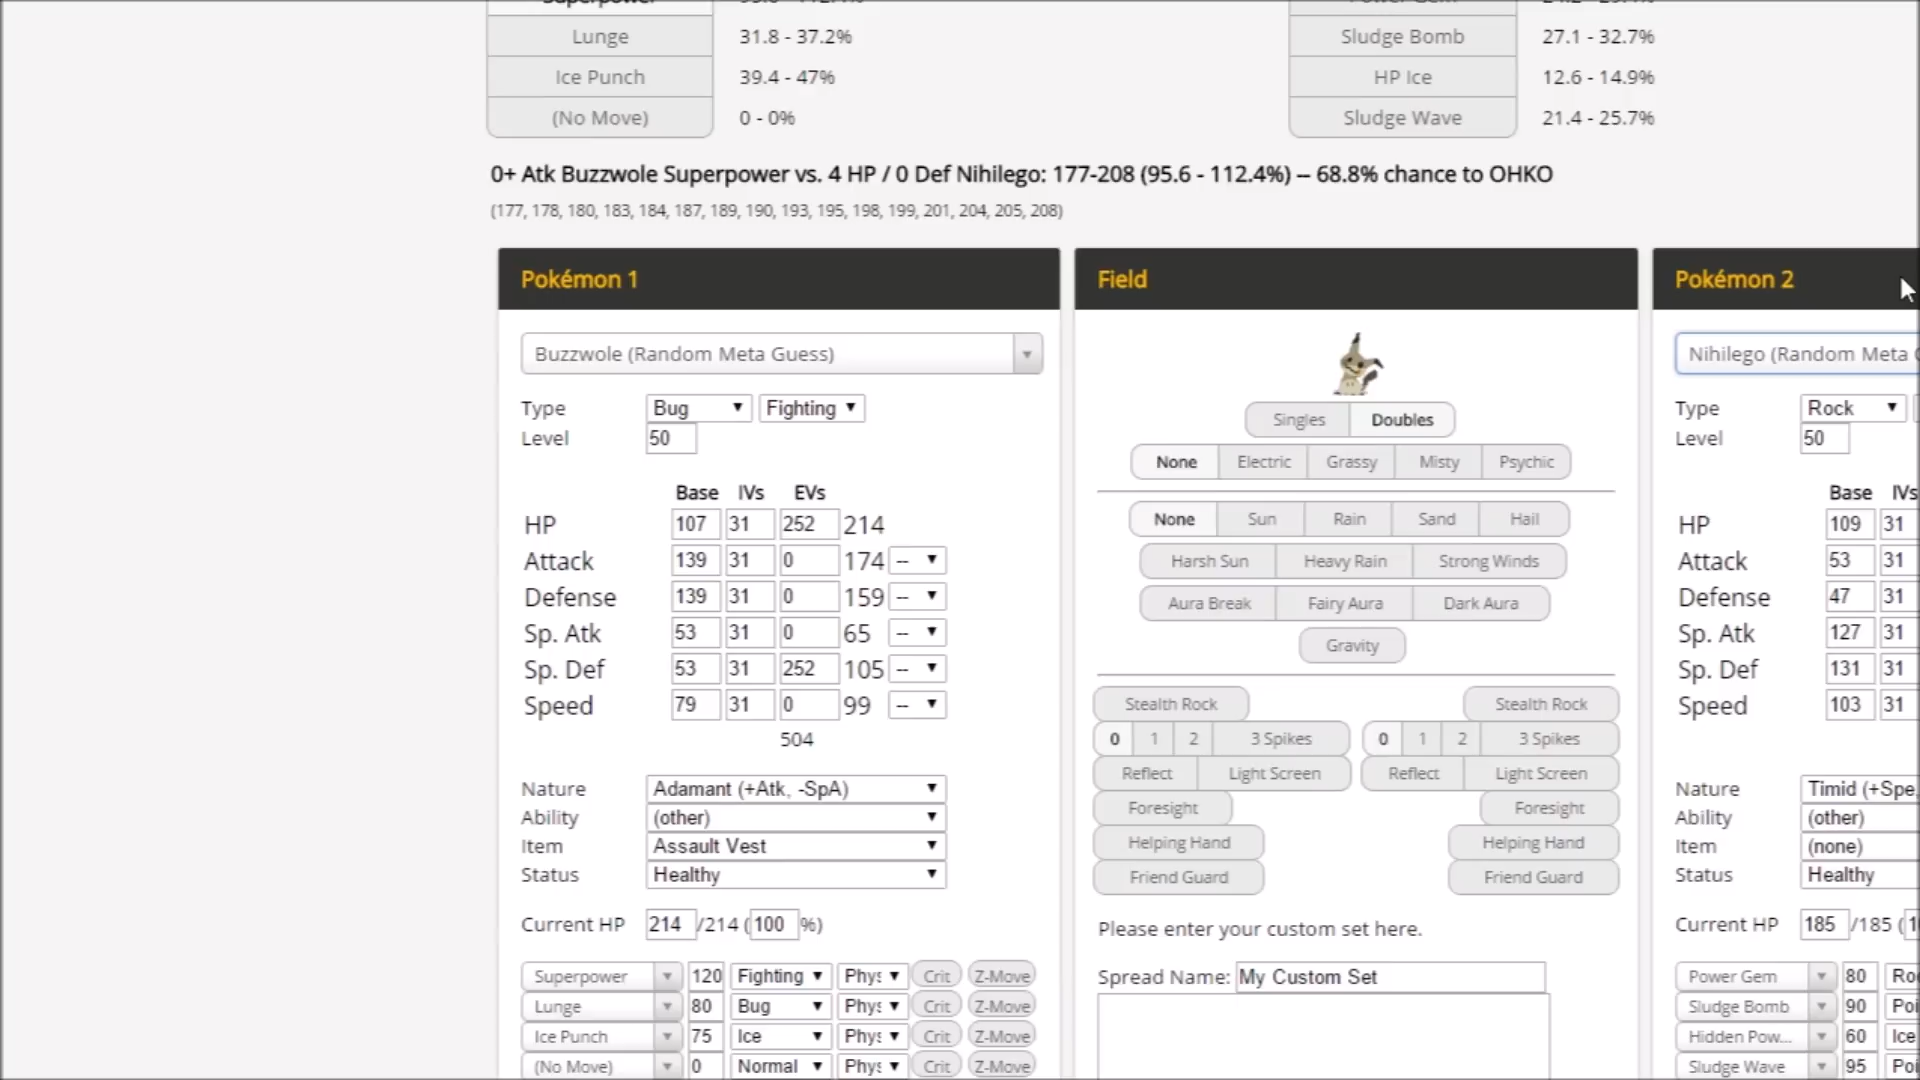 Superpower
Lunge 31.8 - 37.2%
Ice Punch 39.4 - 47%
(No Move) 0 - 0%
Sludge Bomb 27.1 - 32.7%
HP Ice 12.6 - 14.9%
Sludge Wave 21.4 - 25.7%
0+ Atk Buzzwole Superpower vs. 4 HP / 0 Def Nihilego: 177-208 (95.6 - 112.4%) -- 68.8% chance to OHKO
(177, 178, 180, 183, 184, 187, 189, 190, 193, 195, 198, 199, 201, 204, 205, 208)
Pokémon 1
Buzzwole (Random Meta Guess)
Type Bug Fighting
Level 50
Base IVs EVs
HP 107 31 252 214
Attack 139 31 0 174 --
Defense 139 31 0 159 --
Sp. Atk 53 31 0 65 --
Sp. Def 53 31 252 105 --
Speed 79 31 0 99 --
504
Nature Adamant (+Atk, -SpA)
Ability (other)
Item Assault Vest
Status Healthy
Current HP 214 /214 (100 %)
Superpower 120 Fighting Phys Crit Z-Move
Lunge 80 Bug Phys Crit Z-Move
Ice Punch 75 Ice Phys Crit Z-Move
(No Move) 0 Normal Phys Crit Z-Move
Field
Singles Doubles
None Electric Grassy Misty Psychic
None Sun Rain Sand Hail
Harsh Sun Heavy Rain Strong Winds
Aura Break Fairy Aura Dark Aura
Gravity
Stealth Rock Stealth Rock
0 1 2 3 Spikes 0 1 2 3 Spikes
Reflect Light Screen Reflect Light Screen
Foresight Foresight
Helping Hand Helping Hand
Friend Guard Friend Guard
Please enter your custom set here.
Spread Name: My Custom Set
Pokémon 2
Nihilego (Random Meta
Type Rock
Level 50
Base IVs
HP 109 31
Attack 53 31
Defense 47 31
Sp. Atk 127 31
Sp. Def 131 31
Speed 103 31
Nature Timid (+Spe,
Ability (other)
Item (none)
Status Healthy
Current HP 185 /185 (
Power Gem 80
Sludge Bomb 90
Hidden Pow... 60 Ice
Sludge Wave 95